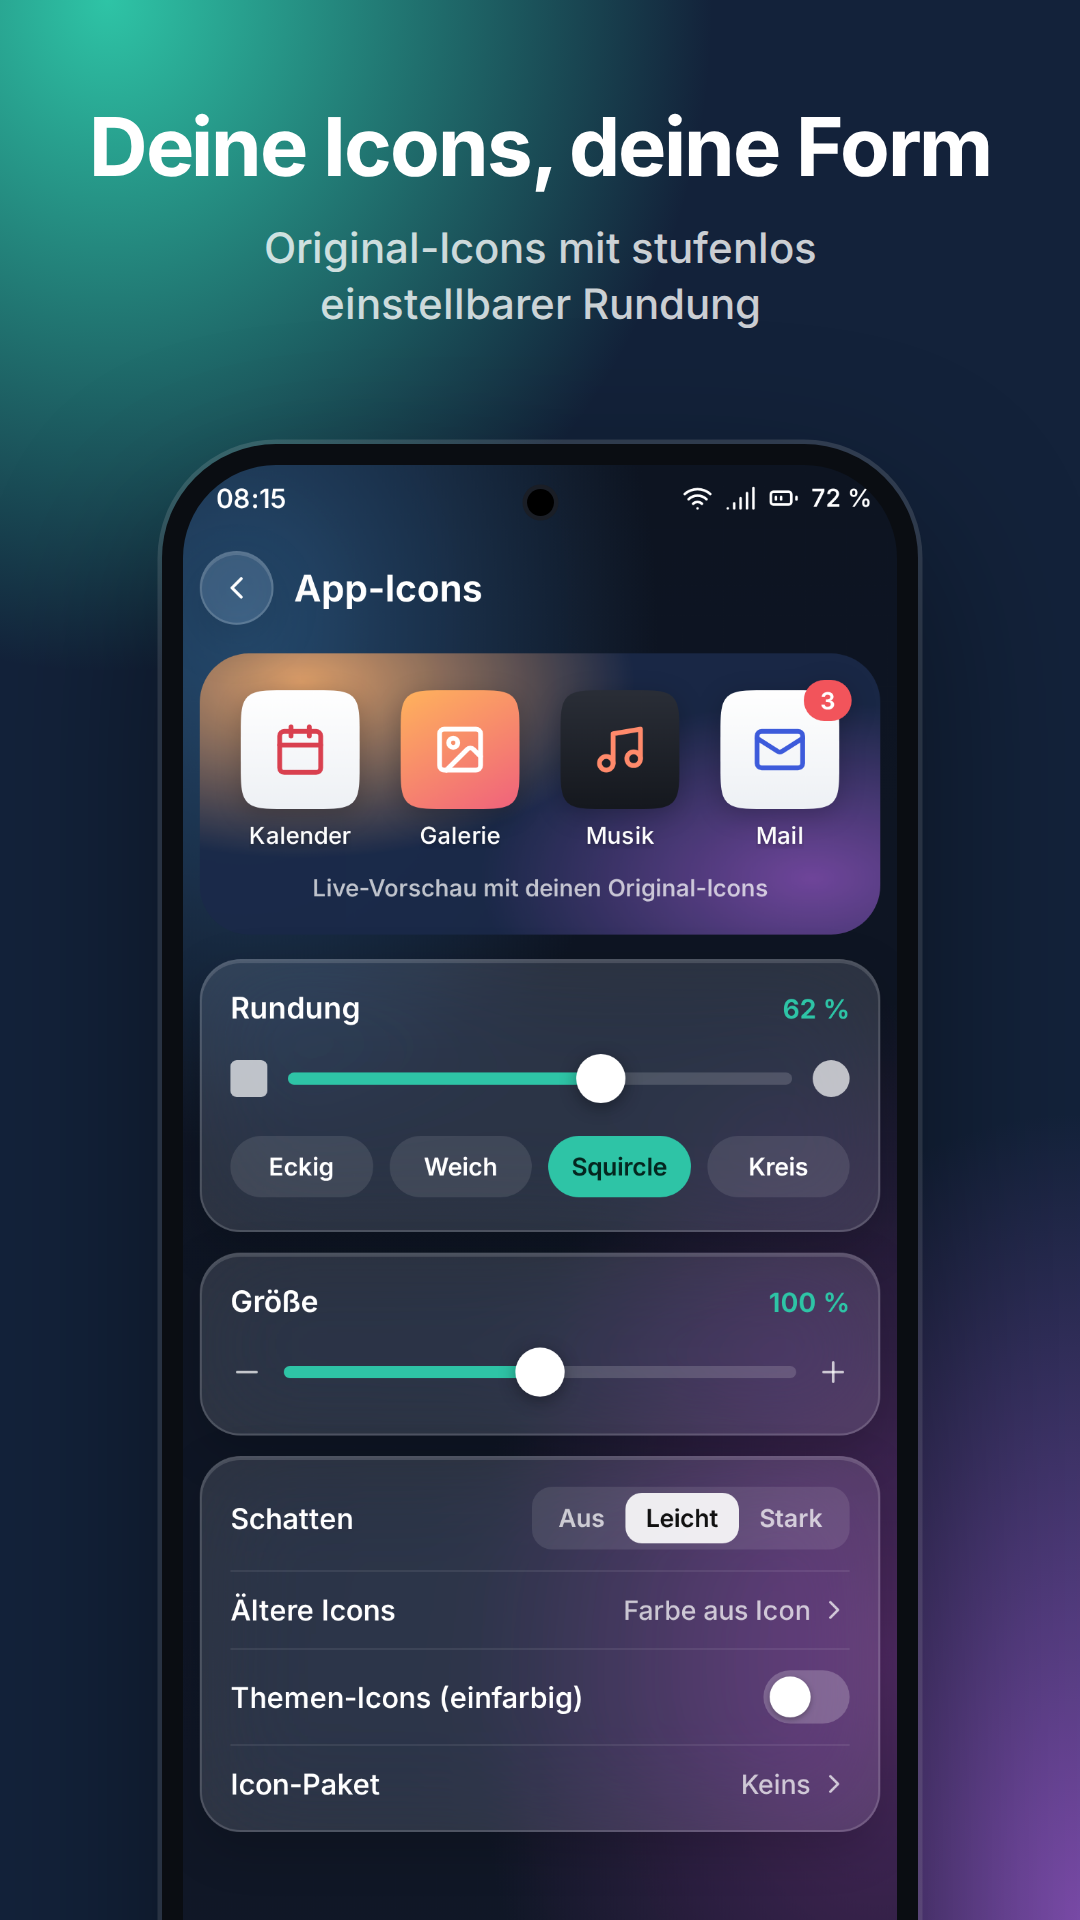 Deine Icons, deine Form
Original-Icons mit stufenlos
einstellbarer Rundung
08:15
72 %
App-Icons
3
Kalender
Galerie
Musik
Mail
Live-Vorschau mit deinen Original-Icons
Rundung
62 %
Eckig
Weich
Squircle
Kreis
Größe
100 %
Schatten
Aus
Leicht
Stark
Ältere Icons
Farbe aus Icon
Themen-Icons (einfarbig)
Icon-Paket
Keins